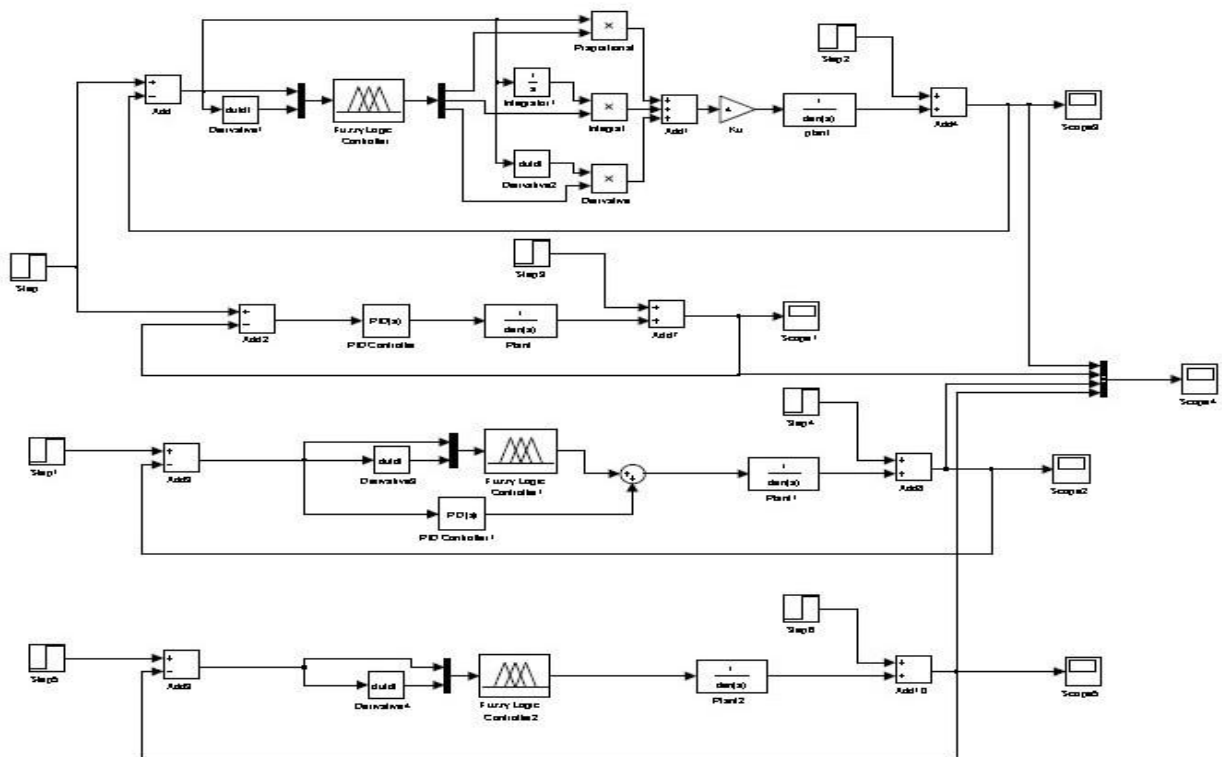 Step2
Proportional
Add
Derivative1
Fuzzy Logic
Controller
1
s
Integrator1
Integral
Add1
Ku
1
den(s)
plant
Add4
Scope3
du/dt
du/dt
Derivative2
Derivative
Step
Step3
Add2
PID(s)
PID Controller
1
den(s)
Plant
Add7
Scope1
Scope4
Step4
Step1
Add3
du/dt
Derivative3
Fuzzy Logic
Controller1
PID(s)
PID Controller1
1
den(s)
Plant1
Add8
Scope2
Step6
Step5
Add9
du/dt
Derivative4
Fuzzy Logic
Controller2
1
den(s)
Plant2
Add10
Scope5